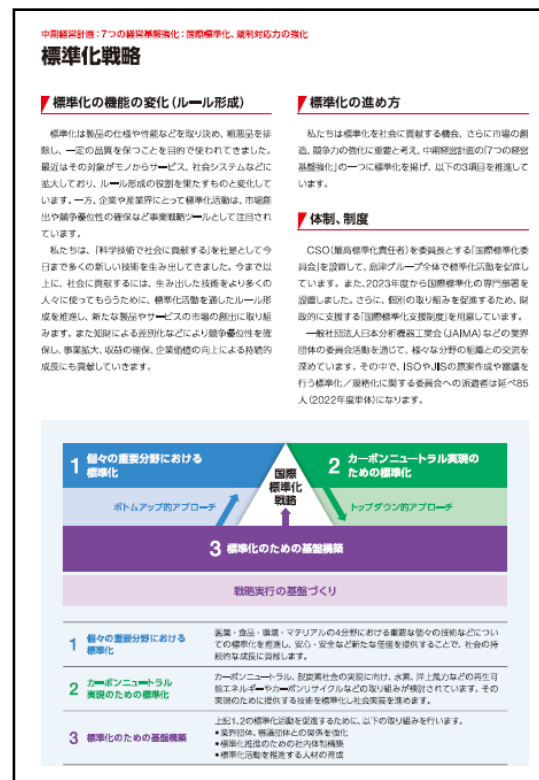 中期経営計画：7つの経営基盤強化：国際標準化、規制対応力の強化
標準化戦略
標準化の機能の変化（ルール形成）
標準化は製品の仕様や性能などを取り決め、粗悪品を排
除し、一定の品質を保つことを目的で使われてきました。
最近はその対象がモノからサービス、社会システムなどに
拡大しており、ルール形成の役割を果たすものと変化して
います。一方、企業や産業界にとって標準化活動は、市場創
出や競争優位性の確保など事業戦略ツールとして注目され
ています。
私たちは、「科学技術で社会に貢献する」を社是として今
日まで多くの新しい技術を生み出してきました。今まで以
上に、社会に貢献するには、生み出した技術をより多くの
人々に使ってもらうために、標準化活動を通したルール形
成を推進し、新たな製品やサービスの市場の創出に取り組
みます。また知財による差別化などにより競争優位性を確
保し、事業拡大、収益の確保、企業価値の向上による持続的
成長にも貢献していきます。
標準化の進め方
私たちは標準化を社会に貢献する機会、さらに市場の創
造、競争力の強化に重要と考え、中期経営計画の「7つの経営
基盤強化」の一つに標準化を掲げ、以下の3項目を推進して
います。
体制、制度
CSO（最高標準化責任者）を委員長とする「国際標準化委
員会」を設置して、島津グループ全体で標準化活動を促進し
ています。また、2023年度から国際標準化の専門部署を
設置しました。さらに、個別の取り組みを促進するため、財
政的に支援する「国際標準化支援制度」を用意しています。
一般社団法人日本分析機器工業会（JAIMA）などの業界
団体の委員会活動を通じて、様々な分野の組織との交流を
深めています。その中で、ISOやJISの原案作成や審議を
行う標準化／規格化に関する委員会への派遣者は延べ85
人（2022年度単体）になります。
1 個々の重要分野における
標準化
ボトムアップ的アプローチ
国際
標準化
戦略
2 カーボンニュートラル実現の
ための標準化
トップダウン的アプローチ
3 標準化のための基盤構築
戦略実行の基盤づくり
1 個々の重要分野における
標準化
医薬・食品・環境・マテリアルの4分野における重要な個々の技術などについ
ての標準化を推進し、安心・安全など新たな価値を提供することで、社会の持
続的な成長に貢献します。
2 カーボンニュートラル
実現のための標準化
カーボンニュートラル、脱炭素社会の実現に向け、水素、洋上風力などの再生可
能エネルギーやカーボンリサイクルなどの取り組みが検討されています。その
実現のために提供する技術を標準化し社会実装を進めます。
3 標準化のための基盤構築
上記1、2の標準化活動を促進するために、以下の取り組みを行います。
•業界団体、審議団体との関係を強化
•標準化推進のための社内体制構築
•標準化活動を推進する人材の育成